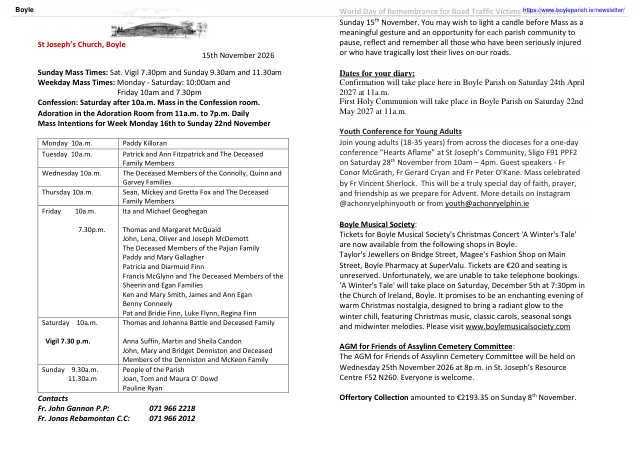 Boyle
https://www.boyleparish.ie/newsletter/
St Joseph's Church, Boyle
15th November 2026
Sunday Mass Times: Sat. Vigil 7.30pm and Sunday 9.30am and 11.30am
Weekday Mass Times: Monday - Saturday: 10:00am and
Friday 10am and 7.30pm
Confession: Saturday after 10a.m. Mass in the Confession room.
Adoration in the Adoration Room from 11a.m. to 7p.m. Daily
Mass Intentions for Week Monday 16th to Sunday 22nd November
Monday 10a.m. Paddy Killoran
Tuesday 10a.m. Patrick and Ann Fitzpatrick and The Deceased
Family Members
Wednesday 10a.m. The Deceased Members of the Connolly, Quinn and
Garvey Families
Thursday 10a.m. Sean, Mickey and Gretta Fox and The Deceased
Family Members
Friday 10a.m. Ita and Michael Geoghegan
7.30p.m. Thomas and Margaret McQuaid
John, Lena, Oliver and Joseph McDermott
The Deceased Members of the Pajian Family
Paddy and Mary Gallagher
Patricia and Diarmuid Finn
Francis McGlynn and The Deceased Members of the
Sheerin and Egan Families
Ken and Mary Smith, James and Ann Egan
Benny Conneely
Pat and Bridie Finn, Luke Flynn, Regina Finn
Saturday 10a.m. Thomas and Johanna Battle and Deceased Family
Vigil 7.30 p.m. Anna Suffin, Martin and Sheila Candon
John, Mary and Bridget Denniston and Deceased
Members of the Denniston and McKeon Family
Sunday 9.30a.m. People of the Parish
11.30a.m Joan, Tom and Maura O' Dowd
Pauline Ryan
Contacts
Fr. John Gannon P.P: 071 966 2218
Fr. Jonas Rebamontan C.C: 071 966 2012
World Day of Remembrance for Road Traffic Victims
Sunday 15th November. You may wish to light a candle before Mass as a
meaningful gesture and an opportunity for each parish community to
pause, reflect and remember all those who have been seriously injured
or who have tragically lost their lives on our roads.
Dates for your diary:
Confirmation will take place here in Boyle Parish on Saturday 24th April
2027 at 11a.m.
First Holy Communion will take place in Boyle Parish on Saturday 22nd
May 2027 at 11a.m.
Youth Conference for Young Adults
Join young adults (18-35 years) from across the dioceses for a one-day
conference "Hearts Aflame" at St Joseph's Community, Sligo F91 PPF2
on Saturday 28th November from 10am – 4pm. Guest speakers - Fr
Conor McGrath, Fr Gerard Cryan and Fr Peter O'Kane. Mass celebrated
by Fr Vincent Sherlock. This will be a truly special day of faith, prayer,
and friendship as we prepare for Advent. More details on Instagram
@achonryelphinyouth or from youth@achonryelphin.ie
Boyle Musical Society:
Tickets for Boyle Musical Society's Christmas Concert 'A Winter's Tale'
are now available from the following shops in Boyle.
Taylor's Jewellers on Bridge Street, Magee's Fashion Shop on Main
Street, Boyle Pharmacy at SuperValu. Tickets are €20 and seating is
unreserved. Unfortunately, we are unable to take telephone bookings.
'A Winter's Tale' will take place on Saturday, December 5th at 7:30pm in
the Church of Ireland, Boyle. It promises to be an enchanting evening of
warm Christmas nostalgia, designed to bring a radiant glow to the
winter chill, featuring Christmas music, classic carols, seasonal songs
and midwinter melodies. Please visit www.boylemusicalsociety.com
AGM for Friends of Assylinn Cemetery Committee:
The AGM for Friends of Assylinn Cemetery Committee will be held on
Wednesday 25th November 2026 at 8p.m. in St. Joseph's Resource
Centre F52 N260. Everyone is welcome.
Offertory Collection amounted to €2193.35 on Sunday 8th November.